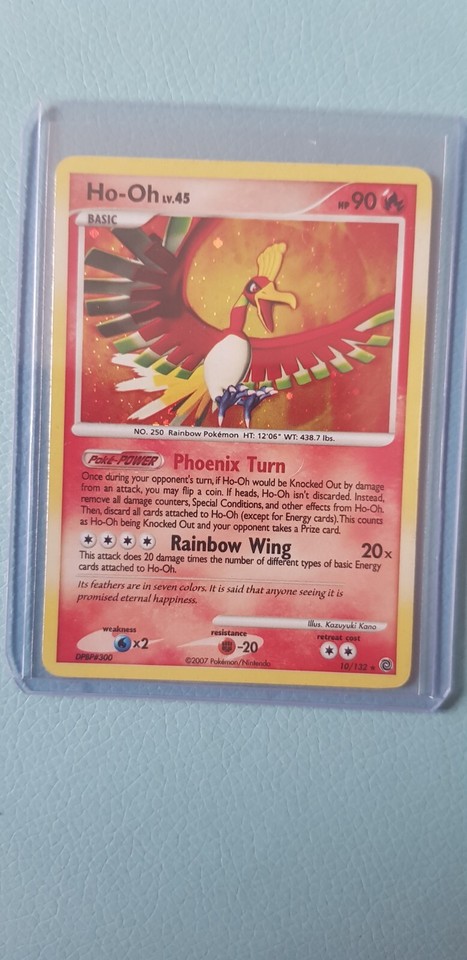 Ho-Oh LV.45
HP 90
BASIC
NO. 250 Rainbow Pokémon HT: 12'06" WT: 438.7 lbs.
Poké-POWER Phoenix Turn
Once during your opponent's turn, if Ho-Oh would be Knocked Out by damage
from an attack, you may flip a coin. If heads, Ho-Oh isn't discarded. Instead,
remove all damage counters, Special Conditions, and other effects from Ho-Oh.
Then, discard all cards attached to Ho-Oh (except for Energy cards). This counts
as Ho-Oh being Knocked Out and your opponent takes a Prize card.
Rainbow Wing 20x
This attack does 20 damage times the number of different types of basic Energy
cards attached to Ho-Oh.
Its feathers are in seven colors. It is said that anyone seeing it is
promised eternal happiness.
Illus. Kazuyuki Kano
weakness resistance retreat cost
x2 -20
DPBP#300 ©2007 Pokémon/Nintendo 10/132 ★